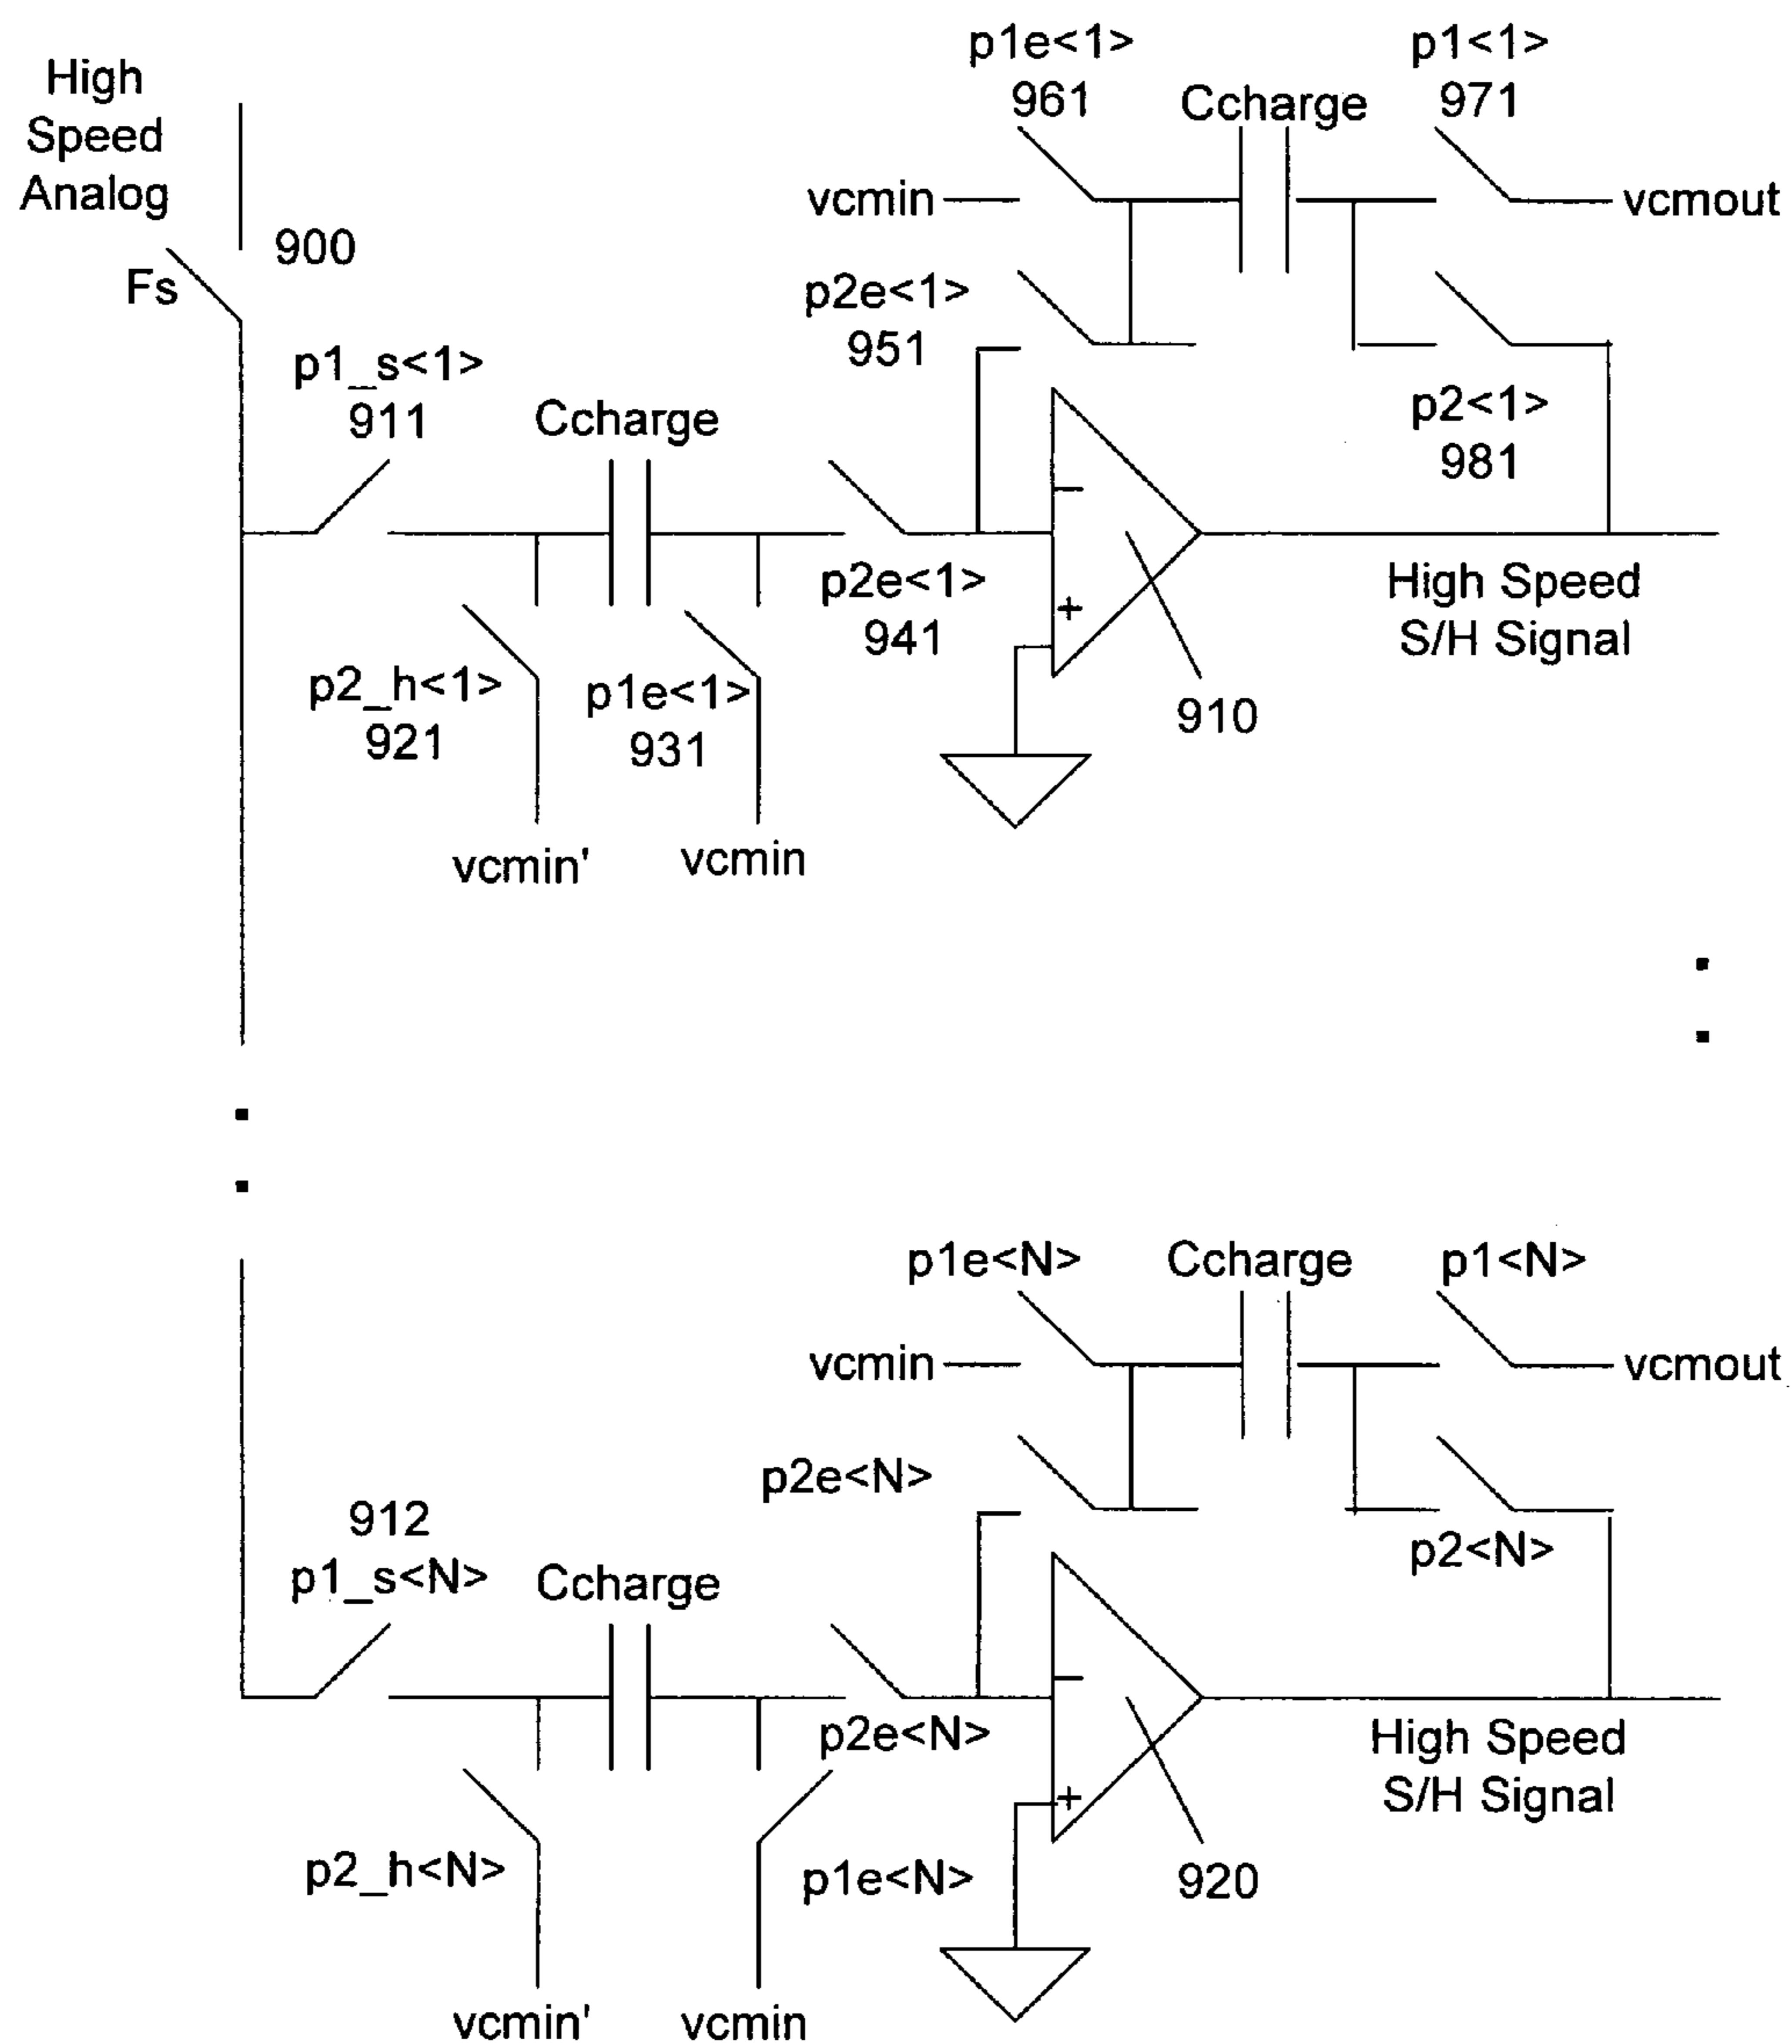 High
Speed
Analog
900
Fs
p1e<1>
961
Ccharge
p1<1>
971
vcmin
vcmout
p2e<1>
951
p1_s<1>
911
Ccharge
p2<1>
981
-
+
p2e<1>
941
High Speed
S/H Signal
910
p2_h<1>
921
p1e<1>
931
vcmin'
vcmin
p1e<N>
Ccharge
p1<N>
vcmin
vcmout
p2e<N>
p2<N>
912
p1_s<N>
Ccharge
-
+
p2e<N>
High Speed
S/H Signal
p2_h<N>
p1e<N>
920
vcmin'
vcmin